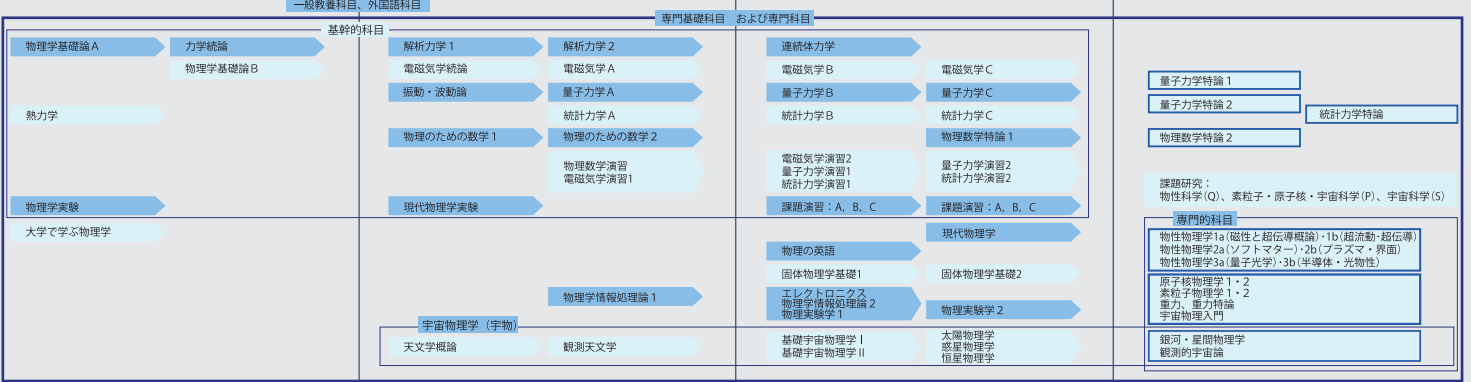 一般教養科目、外国語科目
専門基礎科目　および専門科目
基幹的科目
物理学基礎論A
力学続論
解析力学1
解析力学2
連続体力学
物理学基礎論B
電磁気学続論
電磁気学A
電磁気学B
電磁気学C
振動・波動論
量子力学A
量子力学B
量子力学C
熱力学
統計力学A
統計力学B
統計力学C
物理のための数学1
物理のための数学2
物理数学特論1
物理数学演習
電磁気学演習1
電磁気学演習2
量子力学演習1
統計力学演習1
量子力学演習2
統計力学演習2
物理学実験
現代物理学実験
課題演習：A, B, C
課題演習：A, B, C
大学で学ぶ物理学
現代物理学
物理の英語
固体物理学基礎1
固体物理学基礎2
物理学情報処理論1
エレクトロニクス
物理学情報処理論2
物理実験学1
物理実験学2
宇宙物理学（宇物）
天文学概論
観測天文学
基礎宇宙物理学Ⅰ
基礎宇宙物理学Ⅱ
太陽物理学
惑星物理学
恒星物理学
量子力学特論1
量子力学特論2
統計力学特論
物理数学特論2
課題研究：
物性科学(Q)、素粒子・原子核・宇宙科学(P)、宇宙科学(S)
専門的科目
物性物理学1a(磁性と超伝導概論)・1b(超流動・超伝導)
物性物理学2a(ソフトマター)・2b(プラズマ・界面)
物性物理学3a(量子光学)・3b(半導体・光物性)
原子核物理学1・2
素粒子物理学1・2
重力、重力特論
宇宙物理入門
銀河・星間物理学
観測的宇宙論